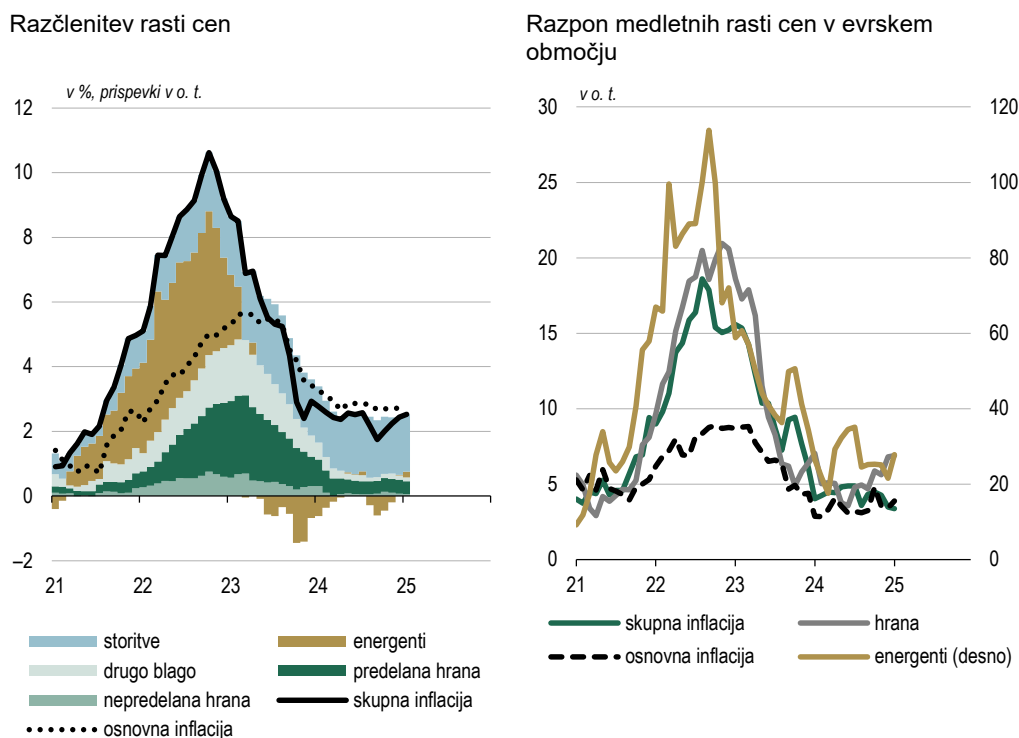 Razčlenitev rasti cen
v %, prispevki v o. t.
12
10
8
6
4
2
0
–2
21 22 23 24 25
storitve energenti
drugo blago predelana hrana
nepredelana hrana skupna inflacija
osnovna inflacija
Razpon medletnih rasti cen v evrskem
območju
v o. t.
30 120
25 100
20 80
15 60
10 40
5 20
0 0
21 22 23 24 25
skupna inflacija hrana
osnovna inflacija energenti (desno)